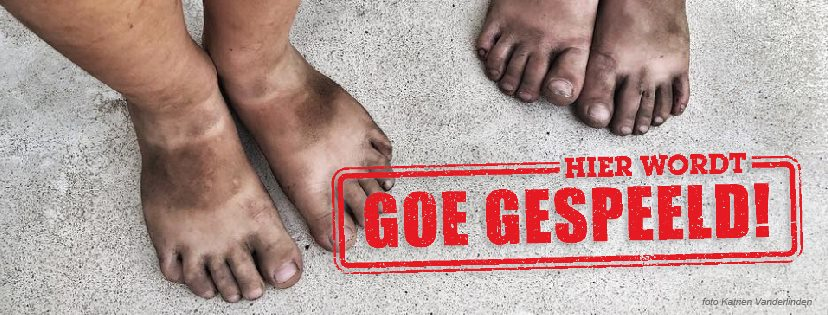 HIER WORDT
GOE GESPEELD!
foto Katrien Vanderlinden